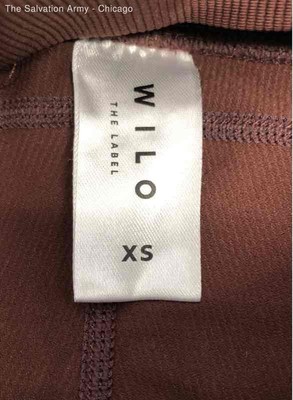 The Salvation Army - Chicago
WILO
THE LABEL
XS